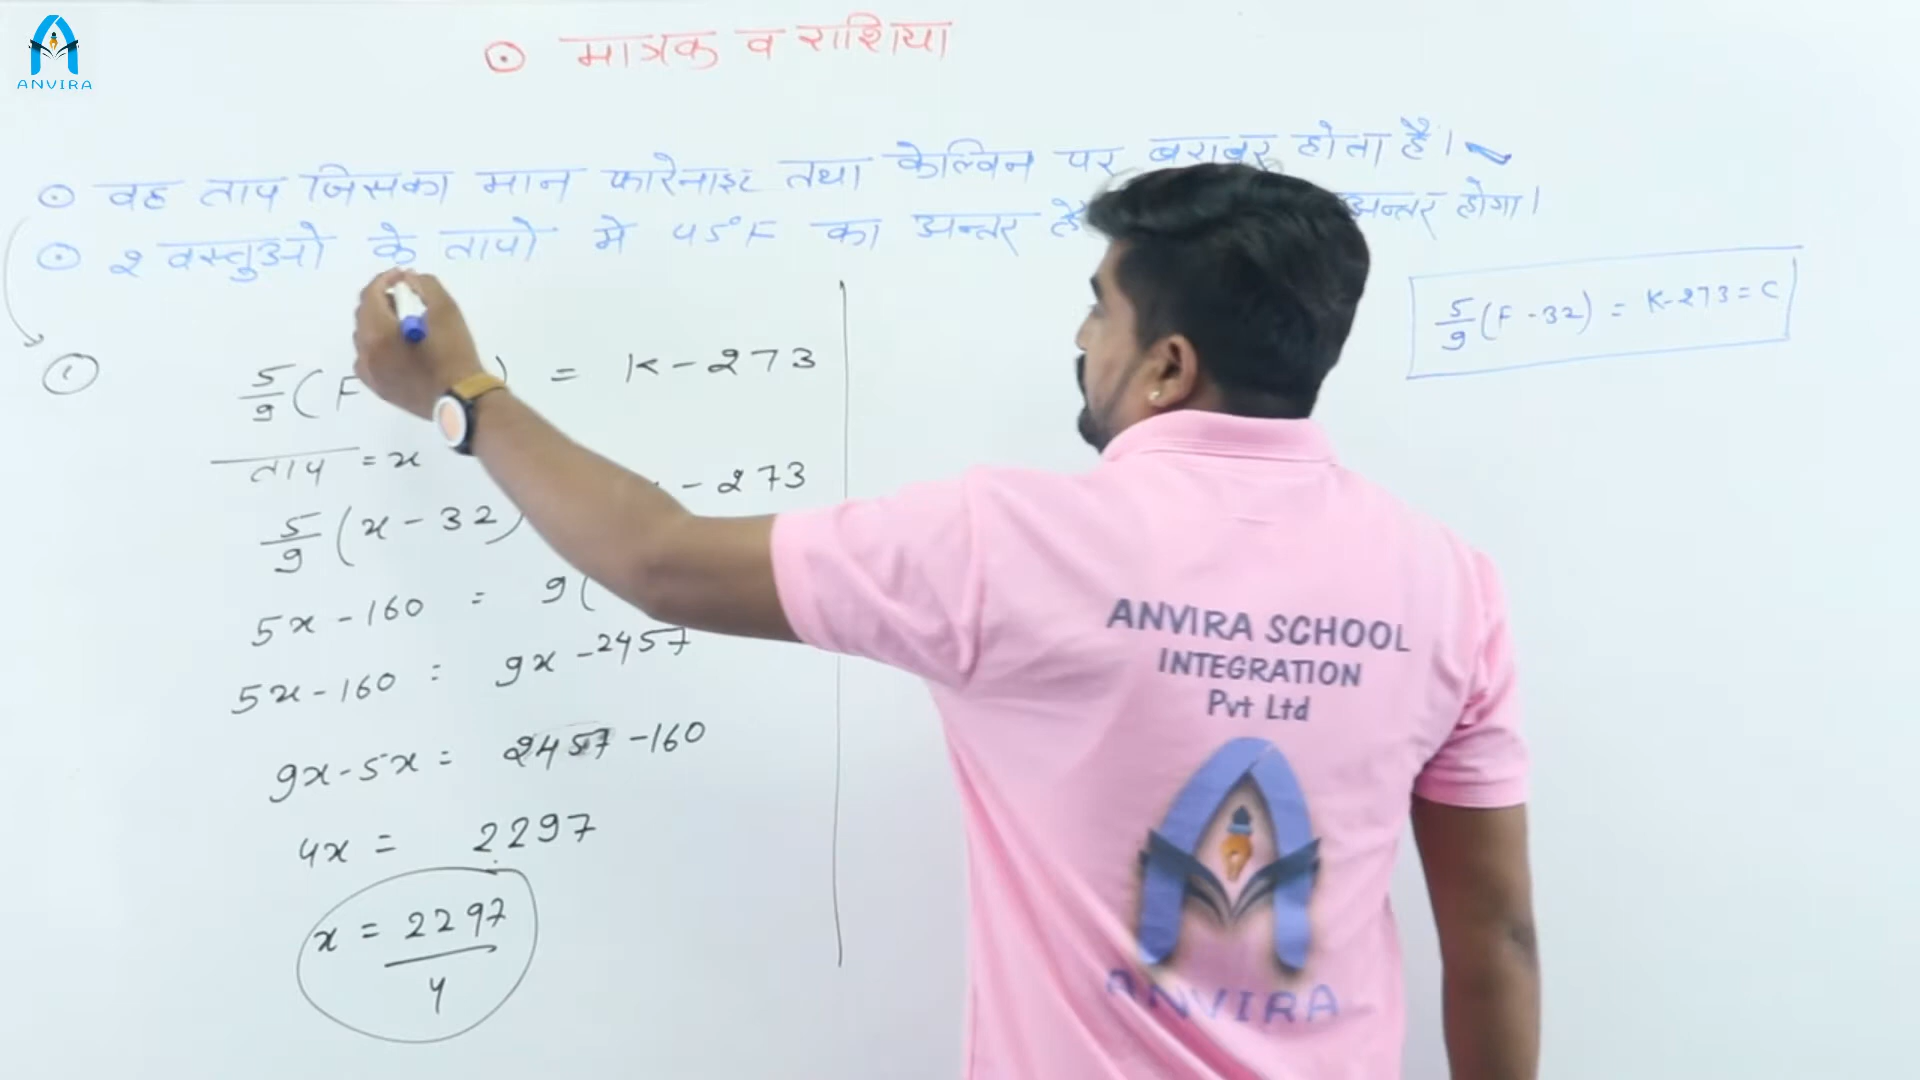 ANVIRA
⊙ मात्रक व राशिया
⊙ वह ताप जिसका मान फारेनाइट तथा केल्विन पर बराबर होता है।
⊙ 2 वस्तुओ के तापो मे 45°F का अन्तर है अन्तर होगा।
5/9 (F - 32) = K - 273 = C
① 5/9 (F ) = K - 273
ताप = x
- 273
5/9 (x - 32)
5x - 160 = 9(
5x - 160 = 9x - 2457
9x - 5x = 2457 - 160
4x = 2297
x = 2297/4
ANVIRA SCHOOL
INTEGRATION
Pvt Ltd
ANVIRA